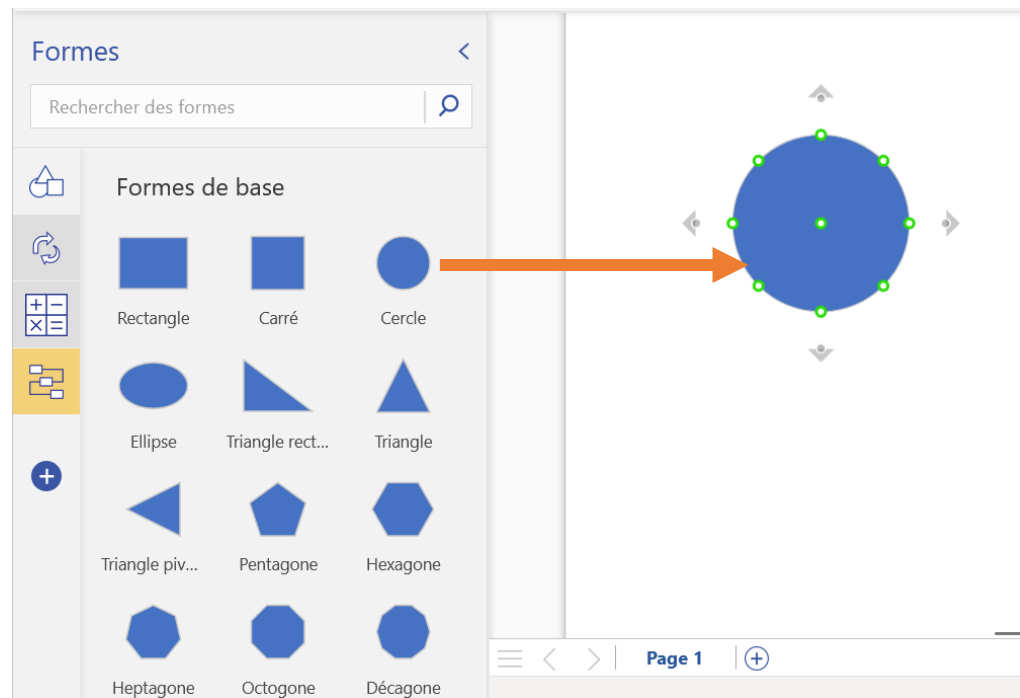 Formes
Rechercher des formes
Formes de base
Rectangle Carré Cercle
Ellipse Triangle rect... Triangle
Triangle piv... Pentagone Hexagone
Heptagone Octogone Décagone
Page 1